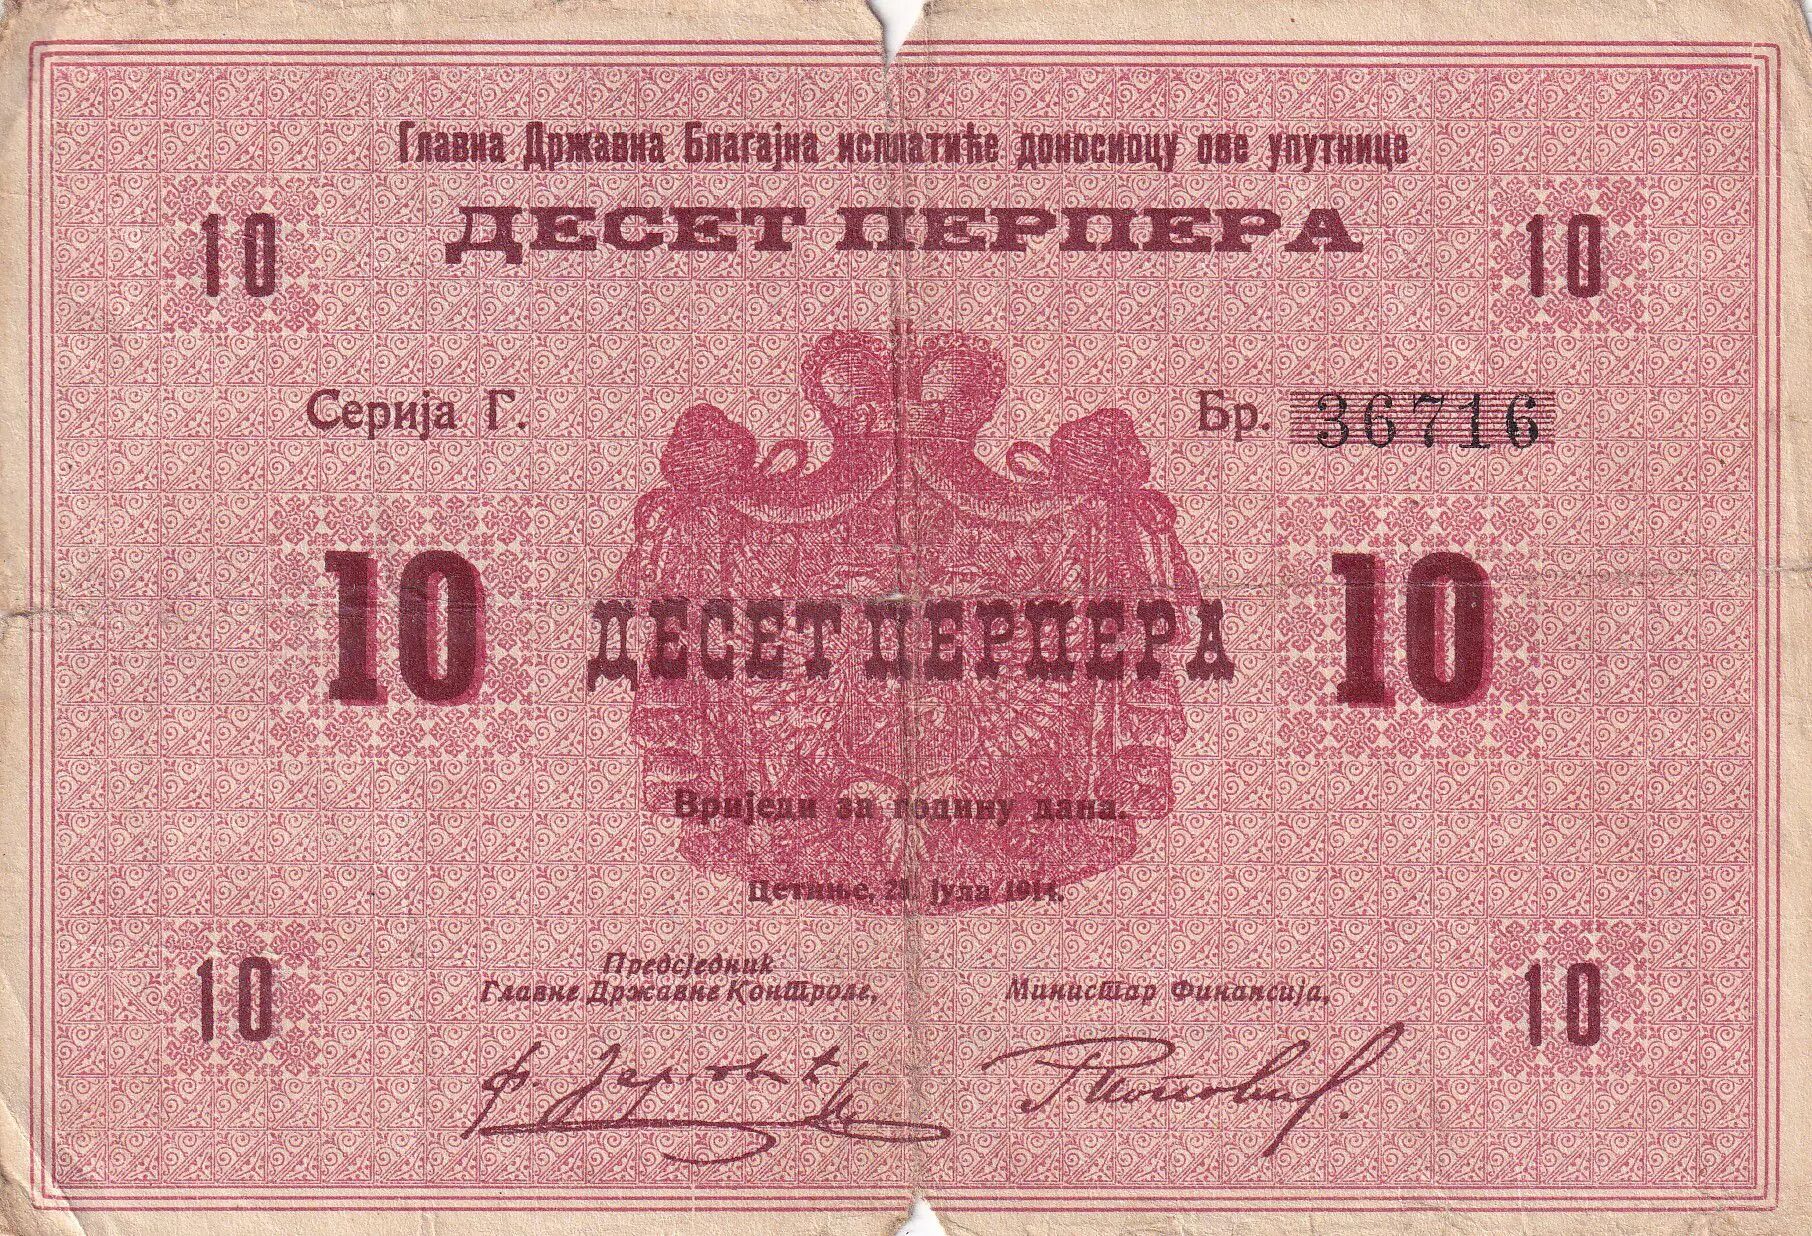 Главна Државна Благајна исплатиће доносиоцу ове упутнице
ДЕСЕТ ПЕРПЕРА
10 10
Серија Г. Бр. 36716
10 ДЕСЕТ ПЕРПЕРА 10
Вриједи за годину дана.
Цетиње, јула 1914.
Предсједник
Главне Државне Контроле, Министар Финансија,
10 10
Р. Поповић